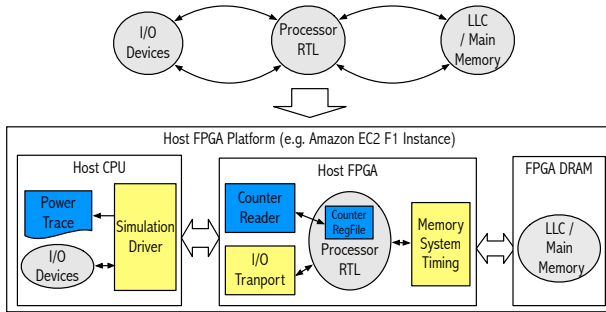 I/O
Devices
Processor
RTL
LLC
/ Main
Memory
Host FPGA Platform (e.g. Amazon EC2 F1 Instance)
Host CPU
Power
Trace
Simulation
Driver
I/O
Devices
Host FPGA
Counter
Reader
Counter
RegFile
Processor
RTL
I/O
Tranport
Memory
System
Timing
FPGA DRAM
LLC /
Main
Memory